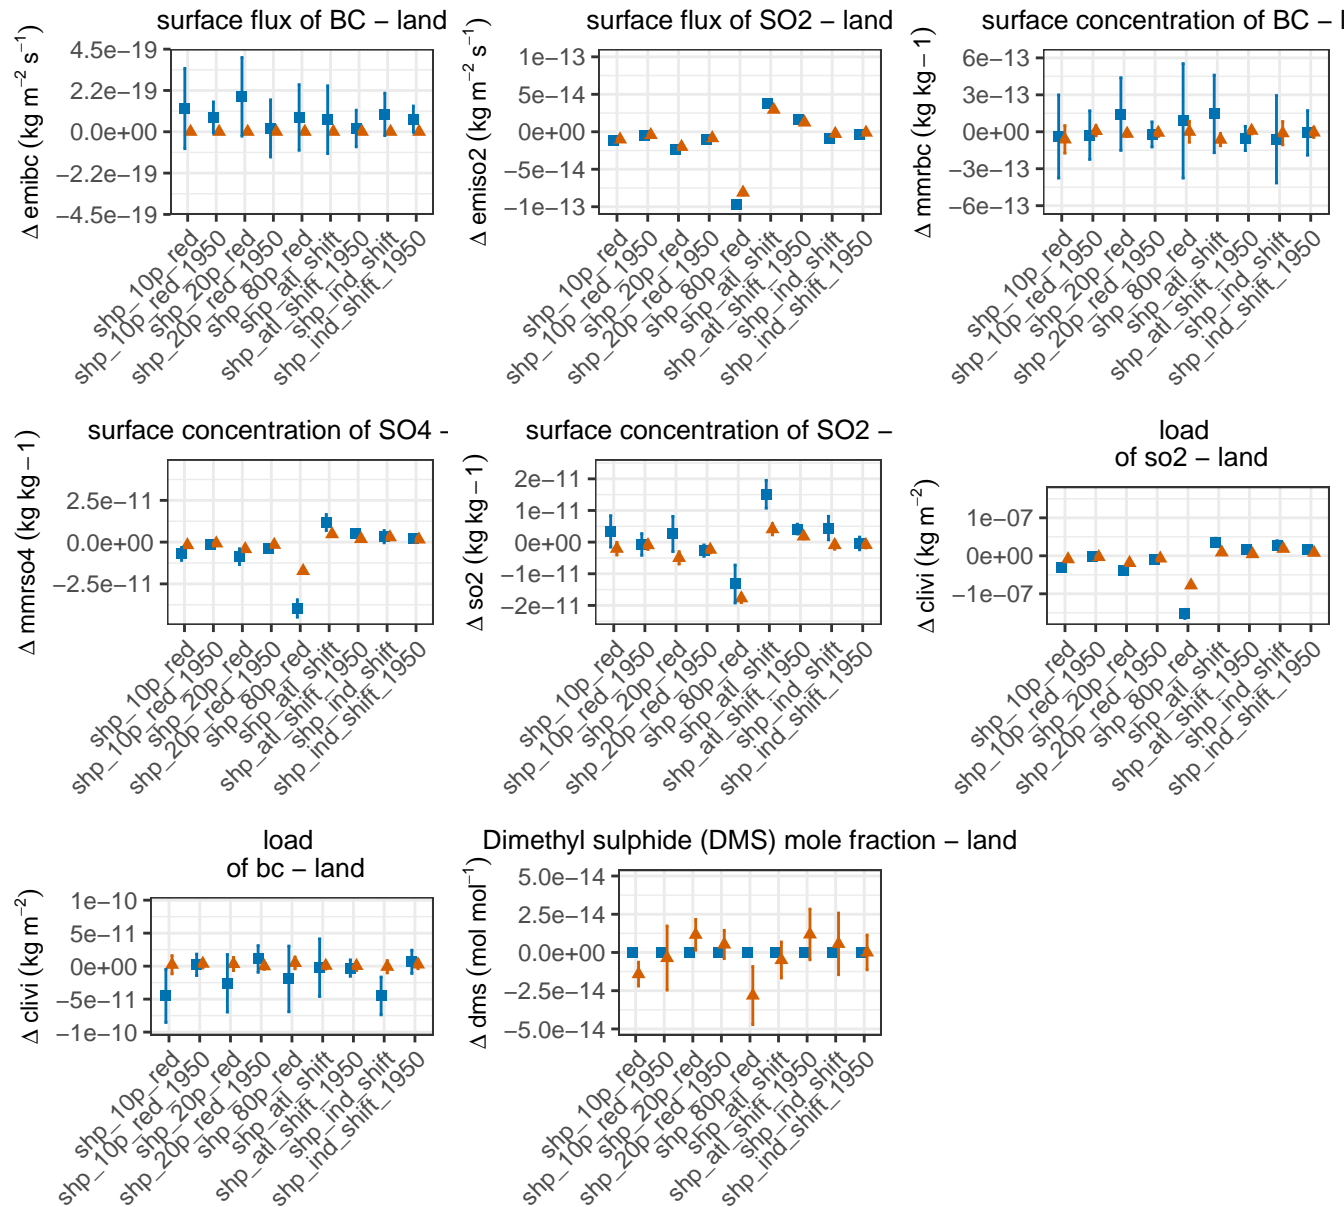 surface flux of BC – land
Δ emibc (kg m−2 s−1)
4.5e−19
2.2e−19
0.0e+00
−2.2e−19
−4.5e−19
shp_10p_red
shp_10p_red_1950
shp_20p_red
shp_20p_red_1950
shp_80p_red
shp_atl_shift
shp_atl_shift_1950
shp_ind_shift
shp_ind_shift_1950
surface flux of SO2 – land
Δ emiso2 (kg m−2 s−1)
1e−13
5e−14
0e+00
−5e−14
−1e−13
shp_10p_red
shp_10p_red_1950
shp_20p_red
shp_20p_red_1950
shp_80p_red
shp_atl_shift
shp_atl_shift_1950
shp_ind_shift
shp_ind_shift_1950
surface concentration of BC – l
Δ mmrbc (kg kg−1)
6e−13
3e−13
0e+00
−3e−13
−6e−13
shp_10p_red
shp_10p_red_1950
shp_20p_red
shp_20p_red_1950
shp_80p_red
shp_atl_shift
shp_atl_shift_1950
shp_ind_shift
shp_ind_shift_1950
surface concentration of SO4 –
Δ mmrso4 (kg kg−1)
2.5e−11
0.0e+00
−2.5e−11
shp_10p_red
shp_10p_red_1950
shp_20p_red
shp_20p_red_1950
shp_80p_red
shp_atl_shift
shp_atl_shift_1950
shp_ind_shift
shp_ind_shift_1950
surface concentration of SO2 –
Δ so2 (kg kg−1)
2e−11
1e−11
0e+00
−1e−11
−2e−11
shp_10p_red
shp_10p_red_1950
shp_20p_red
shp_20p_red_1950
shp_80p_red
shp_atl_shift
shp_atl_shift_1950
shp_ind_shift
shp_ind_shift_1950
load
of so2 – land
Δ clivi (kg m−2)
1e−07
0e+00
−1e−07
shp_10p_red
shp_10p_red_1950
shp_20p_red
shp_20p_red_1950
shp_80p_red
shp_atl_shift
shp_atl_shift_1950
shp_ind_shift
shp_ind_shift_1950
load
of bc – land
Δ clivi (kg m−2)
1e−10
5e−11
0e+00
−5e−11
−1e−10
shp_10p_red
shp_10p_red_1950
shp_20p_red
shp_20p_red_1950
shp_80p_red
shp_atl_shift
shp_atl_shift_1950
shp_ind_shift
shp_ind_shift_1950
Dimethyl sulphide (DMS) mole fraction – land
Δ dms (mol mol−1)
5.0e−14
2.5e−14
0.0e+00
−2.5e−14
−5.0e−14
shp_10p_red
shp_10p_red_1950
shp_20p_red
shp_20p_red_1950
shp_80p_red
shp_atl_shift
shp_atl_shift_1950
shp_ind_shift
shp_ind_shift_1950